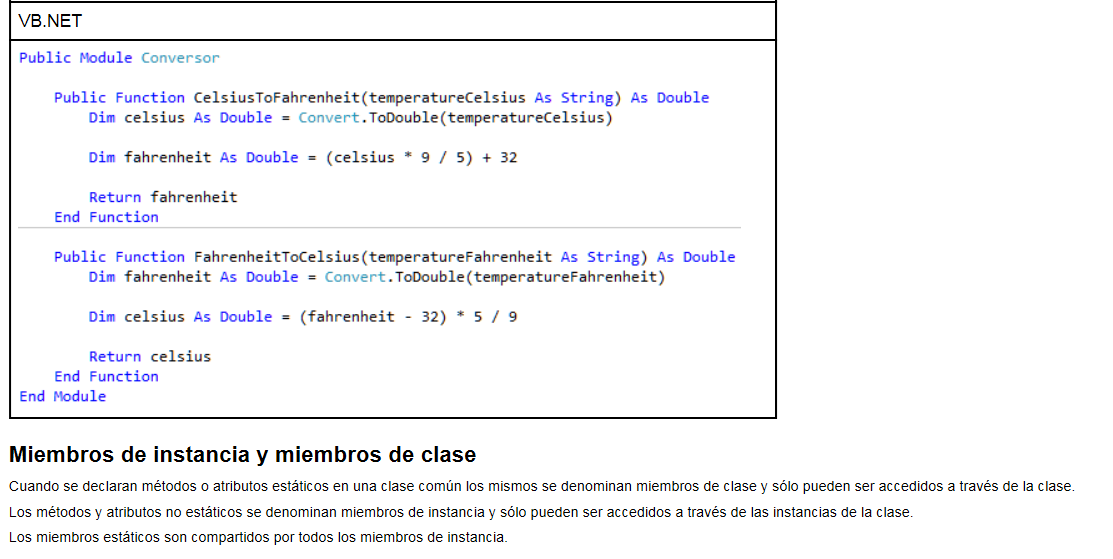 VB.NET
Public Module Conversor
Public Function CelsiusToFahrenheit(temperatureCelsius As String) As Double
Dim celsius As Double = Convert.ToDouble(temperatureCelsius)
Dim fahrenheit As Double = (celsius * 9 / 5) + 32
Return fahrenheit
End Function
Public Function FahrenheitToCelsius(temperatureFahrenheit As String) As Double
Dim fahrenheit As Double = Convert.ToDouble(temperatureFahrenheit)
Dim celsius As Double = (fahrenheit - 32) * 5 / 9
Return celsius
End Function
End Module
Miembros de instancia y miembros de clase
Cuando se declaran métodos o atributos estáticos en una clase común los mismos se denominan miembros de clase y sólo pueden ser accedidos a través de la clase.
Los métodos y atributos no estáticos se denominan miembros de instancia y sólo pueden ser accedidos a través de las instancias de la clase.
Los miembros estáticos son compartidos por todos los miembros de instancia.